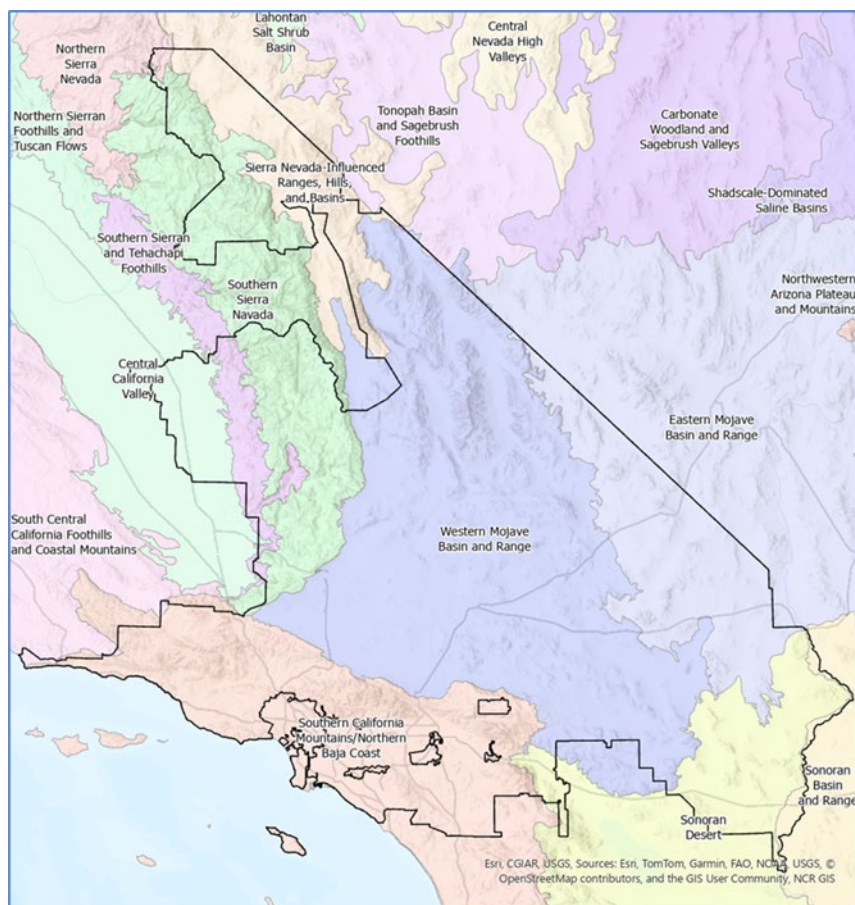 Lahontan
Salt Shrub
Basin
Central
Nevada High
Valleys
Northern
Sierra
Nevada
Northern Sierran
Foothills and
Tuscan Flows
Tonopah Basin
and Sagebrush
Foothills
Carbonate
Woodland and
Sagebrush Valleys
Sierra Nevada-Influenced
Ranges, Hills,
and Basins
Shadscale-Dominated
Saline Basins
Southern Sierran
and Tehachapi
Foothills
Northwestern
Arizona Plateau
and Mountains
Southern
Sierra
Navada
Central
California
Valley
Eastern Mojave
Basin and Range
South Central
California Foothills
and Coastal Mountains
Western Mojave
Basin and Range
Southern California
Mountains/Northern
Baja Coast
Sonoran
Basin
and Range
Sonoran
Desert
Esri, CGIAR, USGS, Sources: Esri, TomTom, Garmin, FAO, NOAA, USGS, ©
OpenStreetMap contributors, and the GIS User Community, NCR GIS